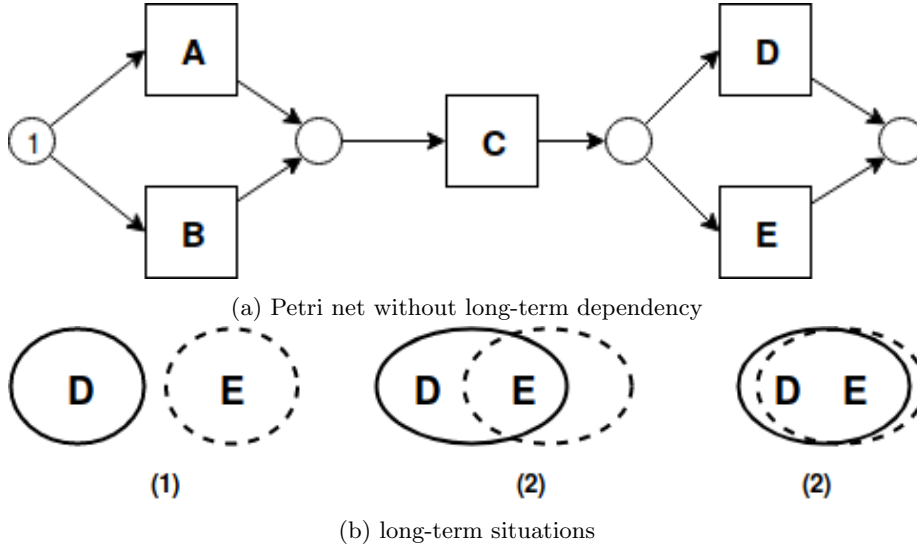 A
D
1
C
B
E
(a) Petri net without long-term dependency
D E D E D E
(1) (2) (2)
(b) long-term situations